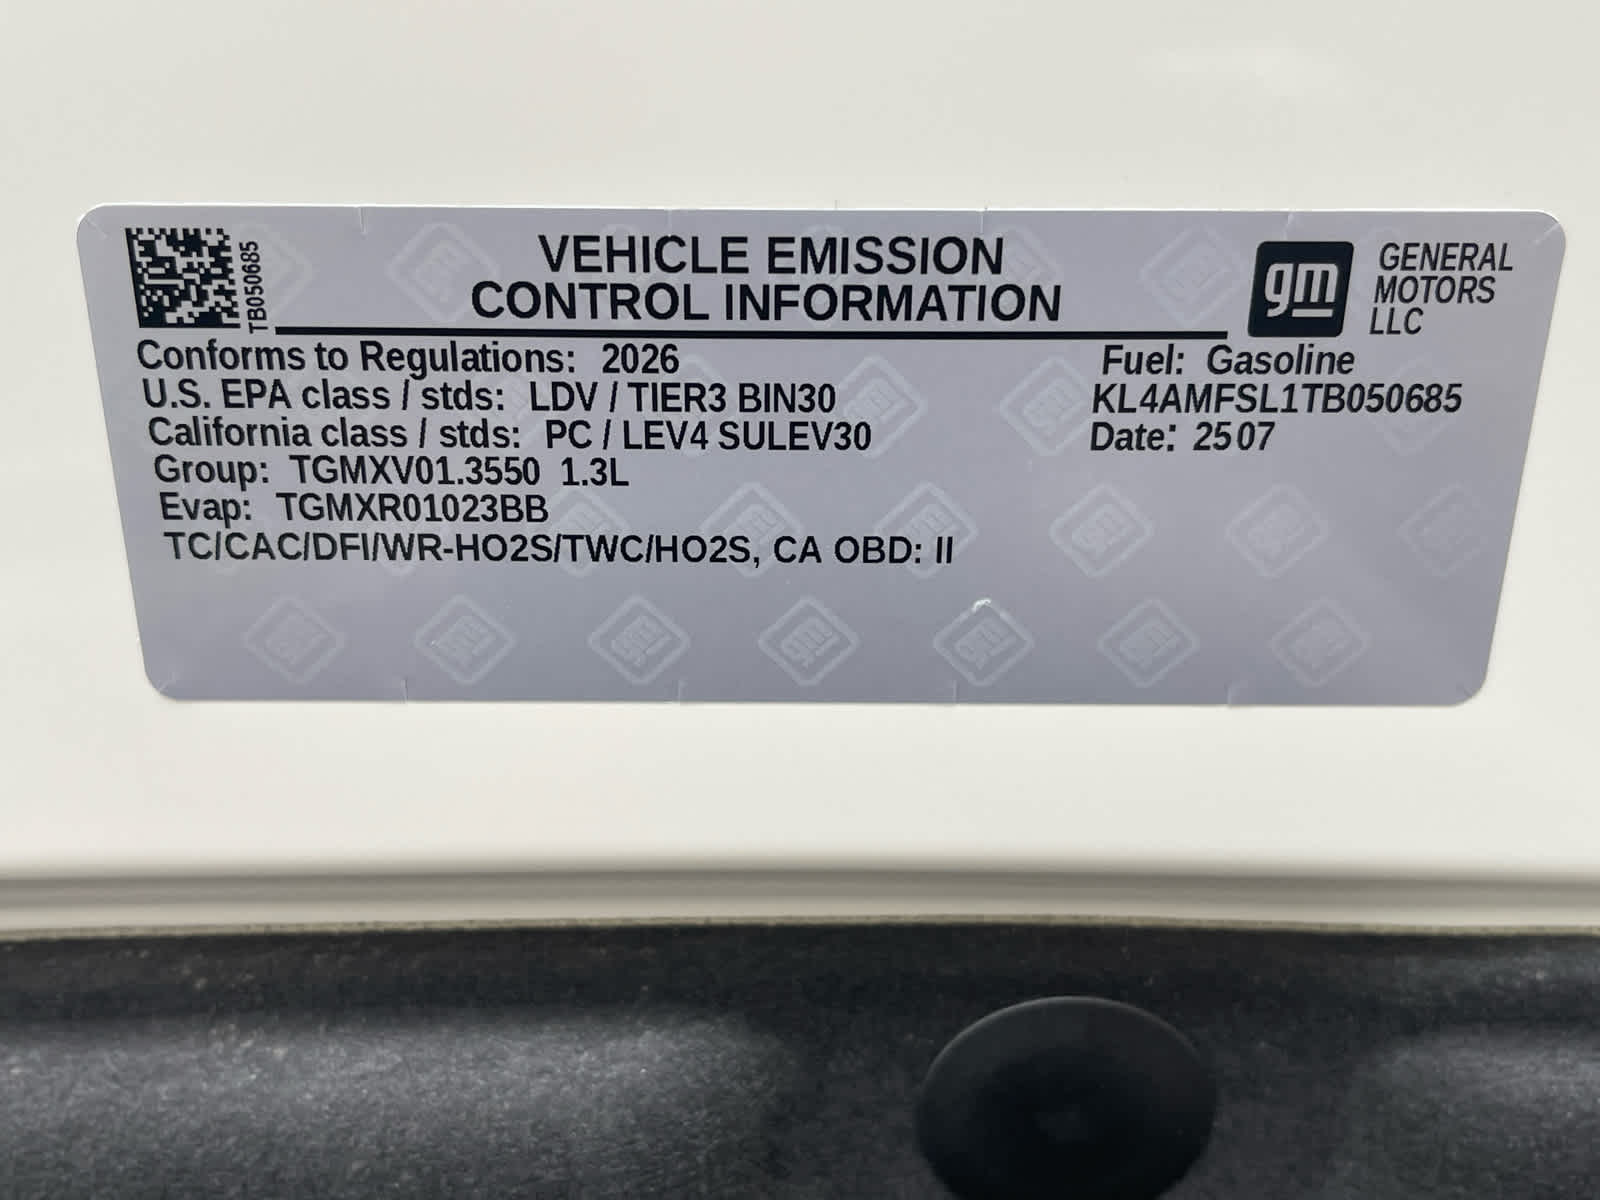 TB050685
VEHICLE EMISSION
CONTROL INFORMATION
gm
GENERAL
MOTORS
LLC
Conforms to Regulations: 2026
U.S. EPA class / stds: LDV / TIER3 BIN30
California class / stds: PC / LEV4 SULEV30
Group: TGMXV01.3550 1.3L
Evap: TGMXR01023BB
TC/CAC/DFI/WR-HO2S/TWC/HO2S, CA OBD: II
Fuel: Gasoline
KL4AMFSL1TB050685
Date: 2507